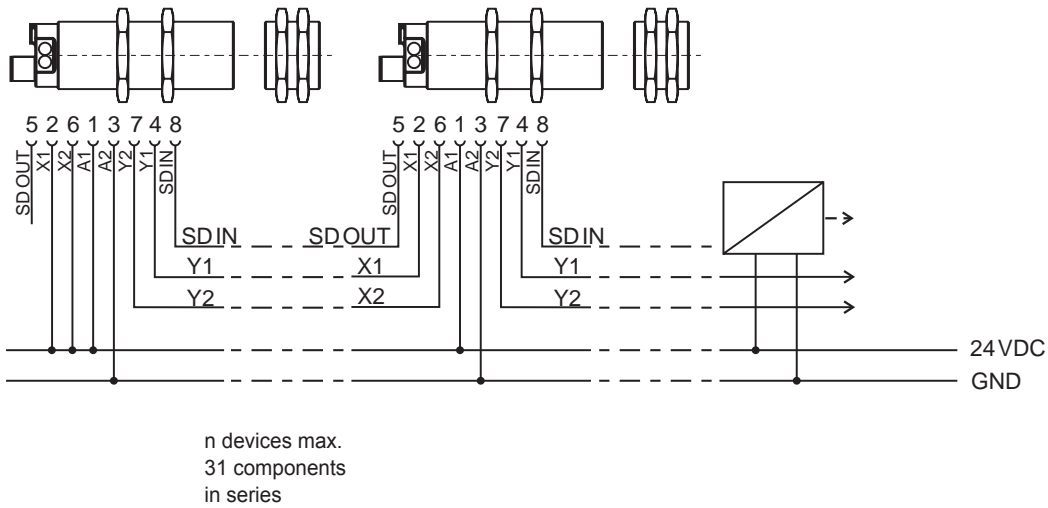 5 2 6 1 3 7 4 8
5 2 6 1 3 7 4 8
SD OUT
X1
X2
A1
A2
Y2
Y1
SD IN
SD OUT
X1
X2
A1
A2
Y2
Y1
SD IN
SD IN
SD OUT
SD IN
Y1
X1
Y1
Y2
X2
Y2
24 VDC
GND
n devices max.
31 components
in series